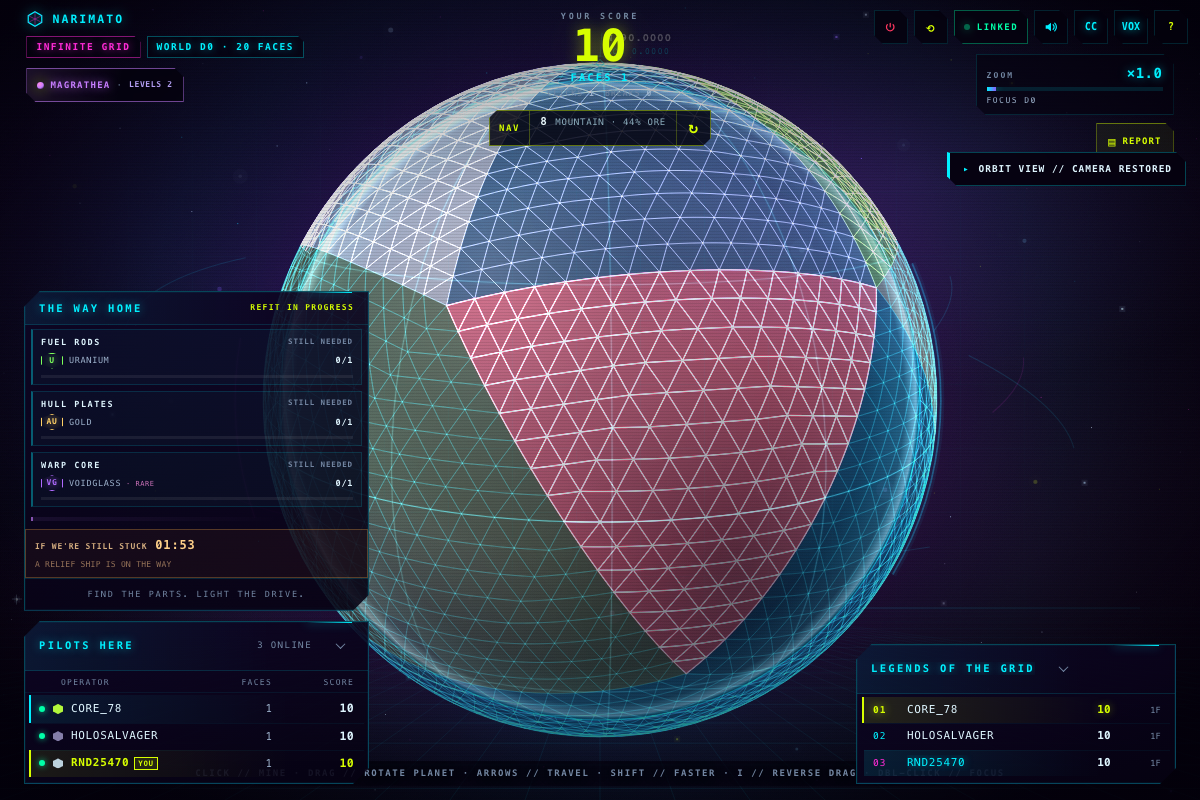 NARIMATO
INFINITE GRID
WORLD D0 · 20 FACES
MAGRATHEA · LEVELS 2
YOUR SCORE
10
FACES 1
NAV
8 MOUNTAIN · 44% ORE
LINKED
CC
VOX
?
ZOOM ×1.0
FOCUS D0
REPORT
ORBIT VIEW // CAMERA RESTORED
THE WAY HOME REFIT IN PROGRESS
FUEL RODS STILL NEEDED
U URANIUM 0/1
HULL PLATES STILL NEEDED
AU GOLD 0/1
WARP CORE STILL NEEDED
VG VOIDGLASS · RARE 0/1
IF WE'RE STILL STUCK 01:53
A RELIEF SHIP IS ON THE WAY
FIND THE PARTS. LIGHT THE DRIVE.
PILOTS HERE 3 ONLINE
OPERATOR FACES SCORE
CORE_78 1 10
HOLOSALVAGER 1 10
RND25470 YOU 1 10
LEGENDS OF THE GRID
01 CORE_78 10 1F
02 HOLOSALVAGER 10 1F
03 RND25470 10 1F
CLICK // MINE · DRAG // ROTATE PLANET · ARROWS // TRAVEL · SHIFT // FASTER · I // REVERSE DRAG